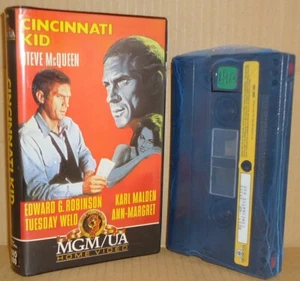 CINCINNATI
KID
STEVE McQUEEN
EDWARD G. ROBINSON
TUESDAY WELD
KARL MALDEN
ANN-MARGRET
MGM/UA
HOME VIDEO
CINCINNATI KID